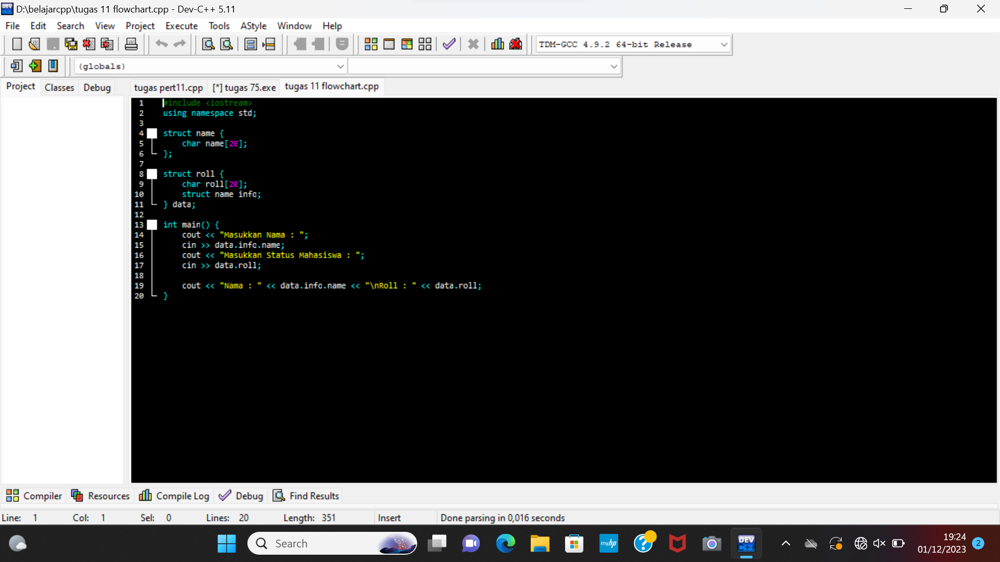 D:\belajarcpp\tugas 11 flowchart.cpp - Dev-C++ 5.11
File Edit Search View Project Execute Tools AStyle Window Help
TDM-GCC 4.9.2 64-bit Release
(globals)
Project Classes Debug tugas pert11.cpp [*] tugas 75.exe tugas 11 flowchart.cpp
1 #include <iostream>
2 using namespace std;
3
4 struct name {
5 char name[20];
6 };
7
8 struct roll {
9 char roll[20];
10 struct name info;
11 } data;
12
13 int main() {
14 cout << "Masukkan Nama : ";
15 cin >> data.info.name;
16 cout << "Masukkan Status Mahasiswa : ";
17 cin >> data.roll;
18
19 cout << "Nama : " << data.info.name << "\nRoll : " << data.roll;
20 }
Compiler Resources Compile Log Debug Find Results
Line: 1 Col: 1 Sel: 0 Lines: 20 Length: 351 Insert Done parsing in 0,016 seconds
Search myhp DEV C++ 19:24
01/12/2023 2